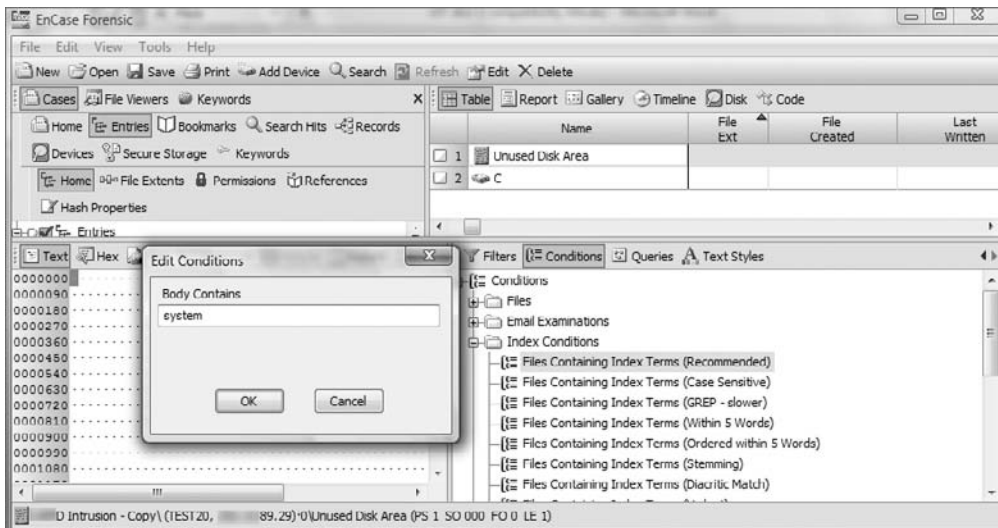 EnCase Forensic
File Edit View Tools Help
New Open Save Print Add Device Search Refresh Edit Delete
Cases File Viewers Keywords
Table Report Gallery Timeline Disk Code
Home Entries Bookmarks Search Hits Records
Devices Secure Storage Keywords
Home File Extents Permissions References
Hash Properties
Entries
Name File Ext File Created Last Written
1 Unused Disk Area
2 C
Text Hex
Filters Conditions Queries Text Styles
0000000
0000090
0000180
0000270
0000360
0000450
0000540
0000630
0000720
0000810
0000900
0000990
0001080
Edit Conditions
Body Contains
system
OK Cancel
Conditions
Files
Email Examinations
Index Conditions
Files Containing Index Terms (Recommended)
Files Containing Index Terms (Case Sensitive)
Files Containing Index Terms (GREP - slower)
Files Containing Index Terms (Within 5 Words)
Files Containing Index Terms (Ordered within 5 Words)
Files Containing Index Terms (Stemming)
Files Containing Index Terms (Diacritic Match)
D Intrusion - Copy\ (TEST20, 89.29)·0\Unused Disk Area (PS 1 SO 000 FO 0 LE 1)